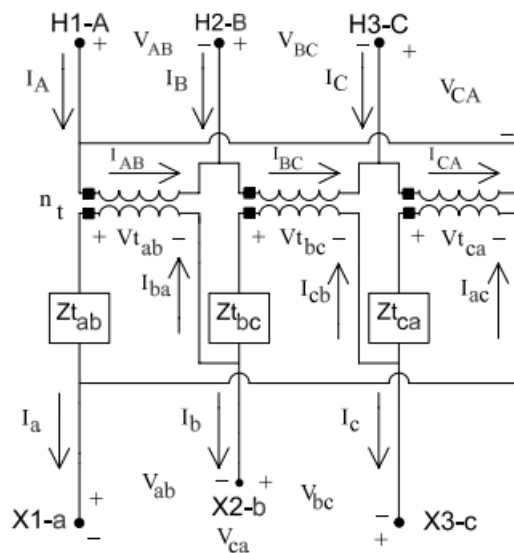 H1-A H2-B H3-C
+ − + − +
V_AB V_BC
I_A I_B I_C
V_CA
−
I_AB I_BC I_CA
n_t
+ Vt_ab − + Vt_bc − + Vt_ca −
I_ba I_cb I_ac
Zt_ab Zt_bc Zt_ca
I_a I_b I_c
V_ab − + V_bc
+ −
X1-a X2-b X3-c
− V_ca +